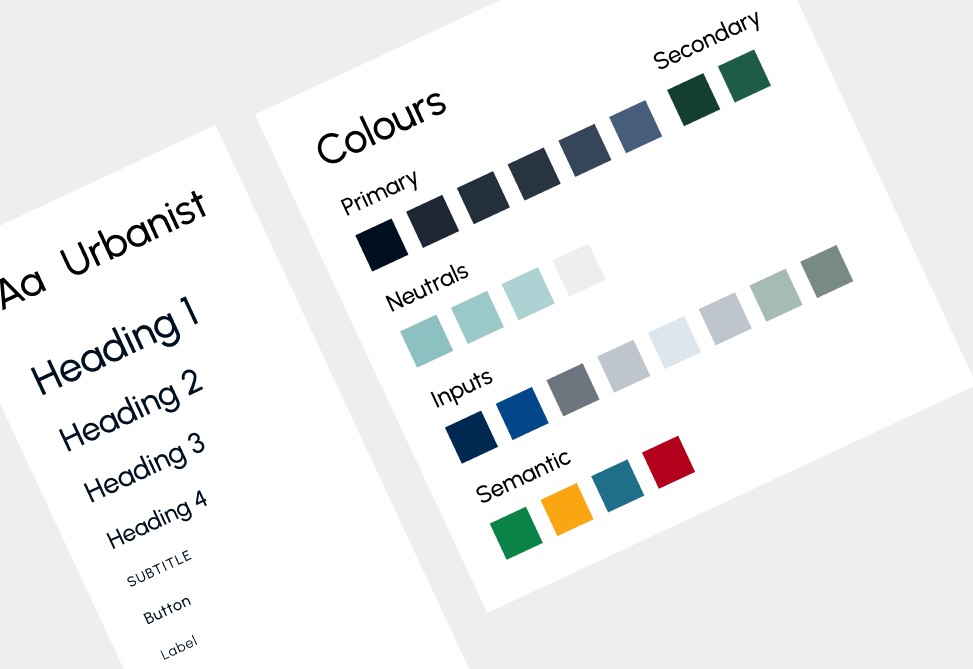 Aa Urbanist
Heading 1
Heading 2
Heading 3
Heading 4
SUBTITLE
Button
Label
Colours
Primary
Secondary
Neutrals
Inputs
Semantic